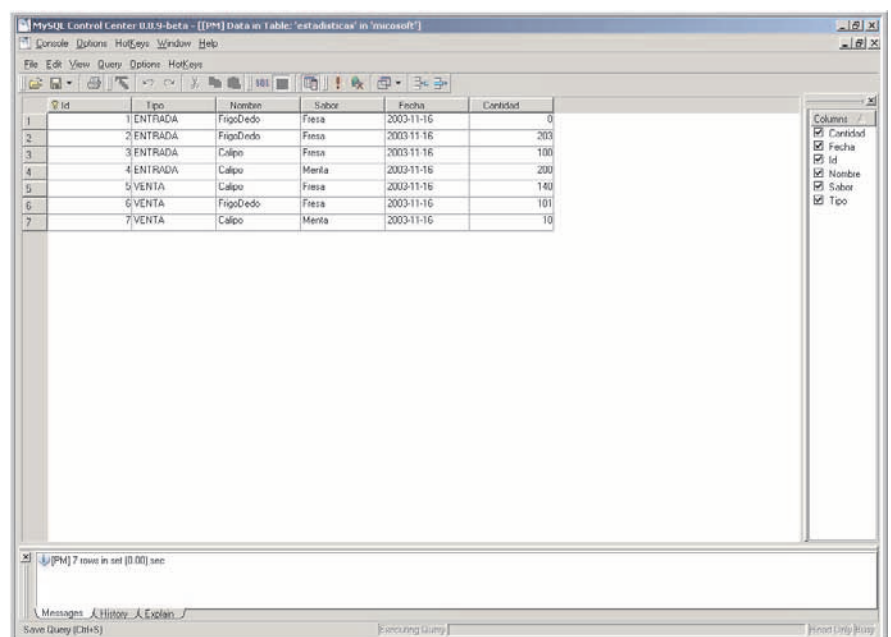 MySQL Control Center 0.8.9-beta - [[PM] Data in Table: 'estadisticas' in 'micosoft']
Console Options HotKeys Window Help
File Edit View Query Options HotKeys
SQL
Id Tipo Nombre Sabor Fecha Cantidad
1 1 ENTRADA FrigoDedo Fresa 2003-11-16 0
2 2 ENTRADA FrigoDedo Fresa 2003-11-16 203
3 3 ENTRADA Calipo Fresa 2003-11-16 100
4 4 ENTRADA Calipo Menta 2003-11-16 200
5 5 VENTA Calipo Fresa 2003-11-16 140
6 6 VENTA FrigoDedo Fresa 2003-11-16 101
7 7 VENTA Calipo Menta 2003-11-16 10
Columns
Cantidad
Fecha
Id
Nombre
Sabor
Tipo
[PM] 7 rows in set (0.00) sec
Messages History Explain
Save Query (Ctrl+S) Executing Query Read Only Busy